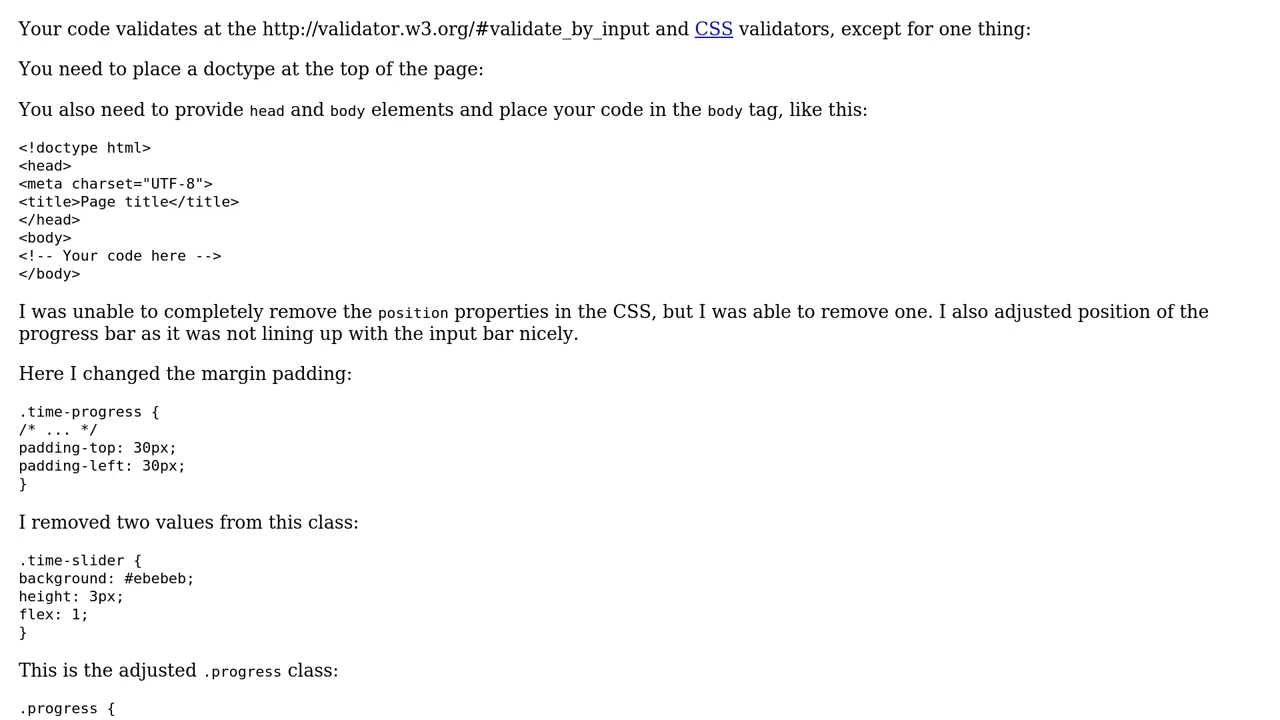 Your code validates at the http://validator.w3.org/#validate_by_input and CSS validators, except for one thing:
You need to place a doctype at the top of the page:
You also need to provide head and body elements and place your code in the body tag, like this:
<!doctype html>
<head>
<meta charset="UTF-8">
<title>Page title</title>
</head>
<body>
<!-- Your code here -->
</body>
I was unable to completely remove the position properties in the CSS, but I was able to remove one. I also adjusted position of the
progress bar as it was not lining up with the input bar nicely.
Here I changed the margin padding:
.time-progress {
/* ... */
padding-top: 30px;
padding-left: 30px;
}
I removed two values from this class:
.time-slider {
background: #ebebeb;
height: 3px;
flex: 1;
}
This is the adjusted .progress class:
.progress {